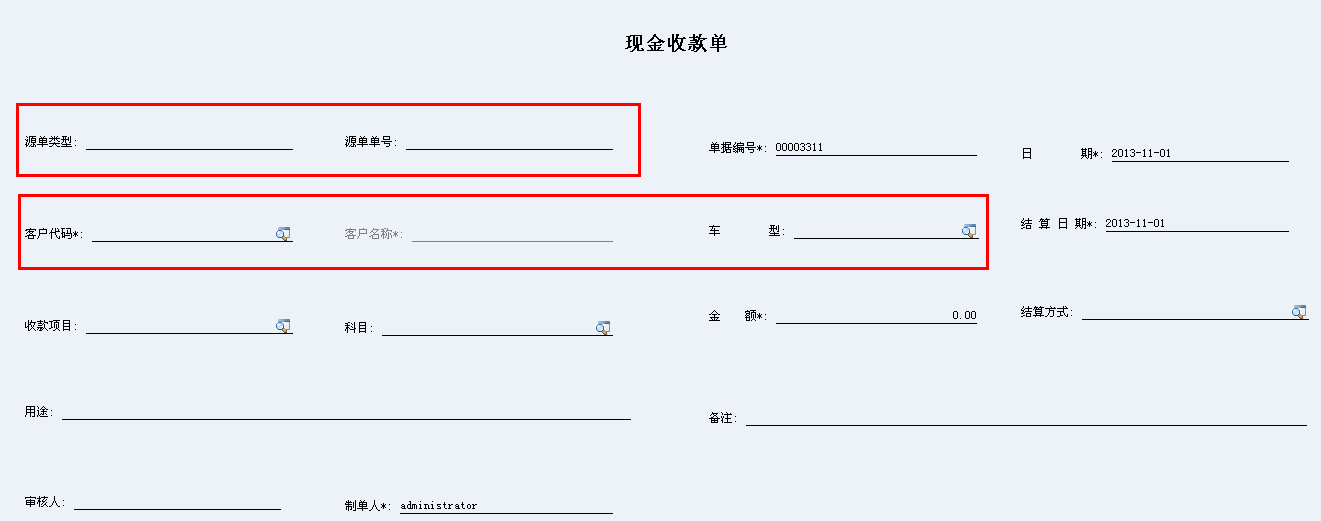 现金收款单
源单类型: 源单单号: 单据编号*: 00003311 日 期*: 2013-11-01
客户代码*: 客户名称*: 车 型: 结 算 日 期*: 2013-11-01
收款项目: 科目: 金 额*: 0.00 结算方式:
用途: 备注:
审核人: 制单人*: administrator